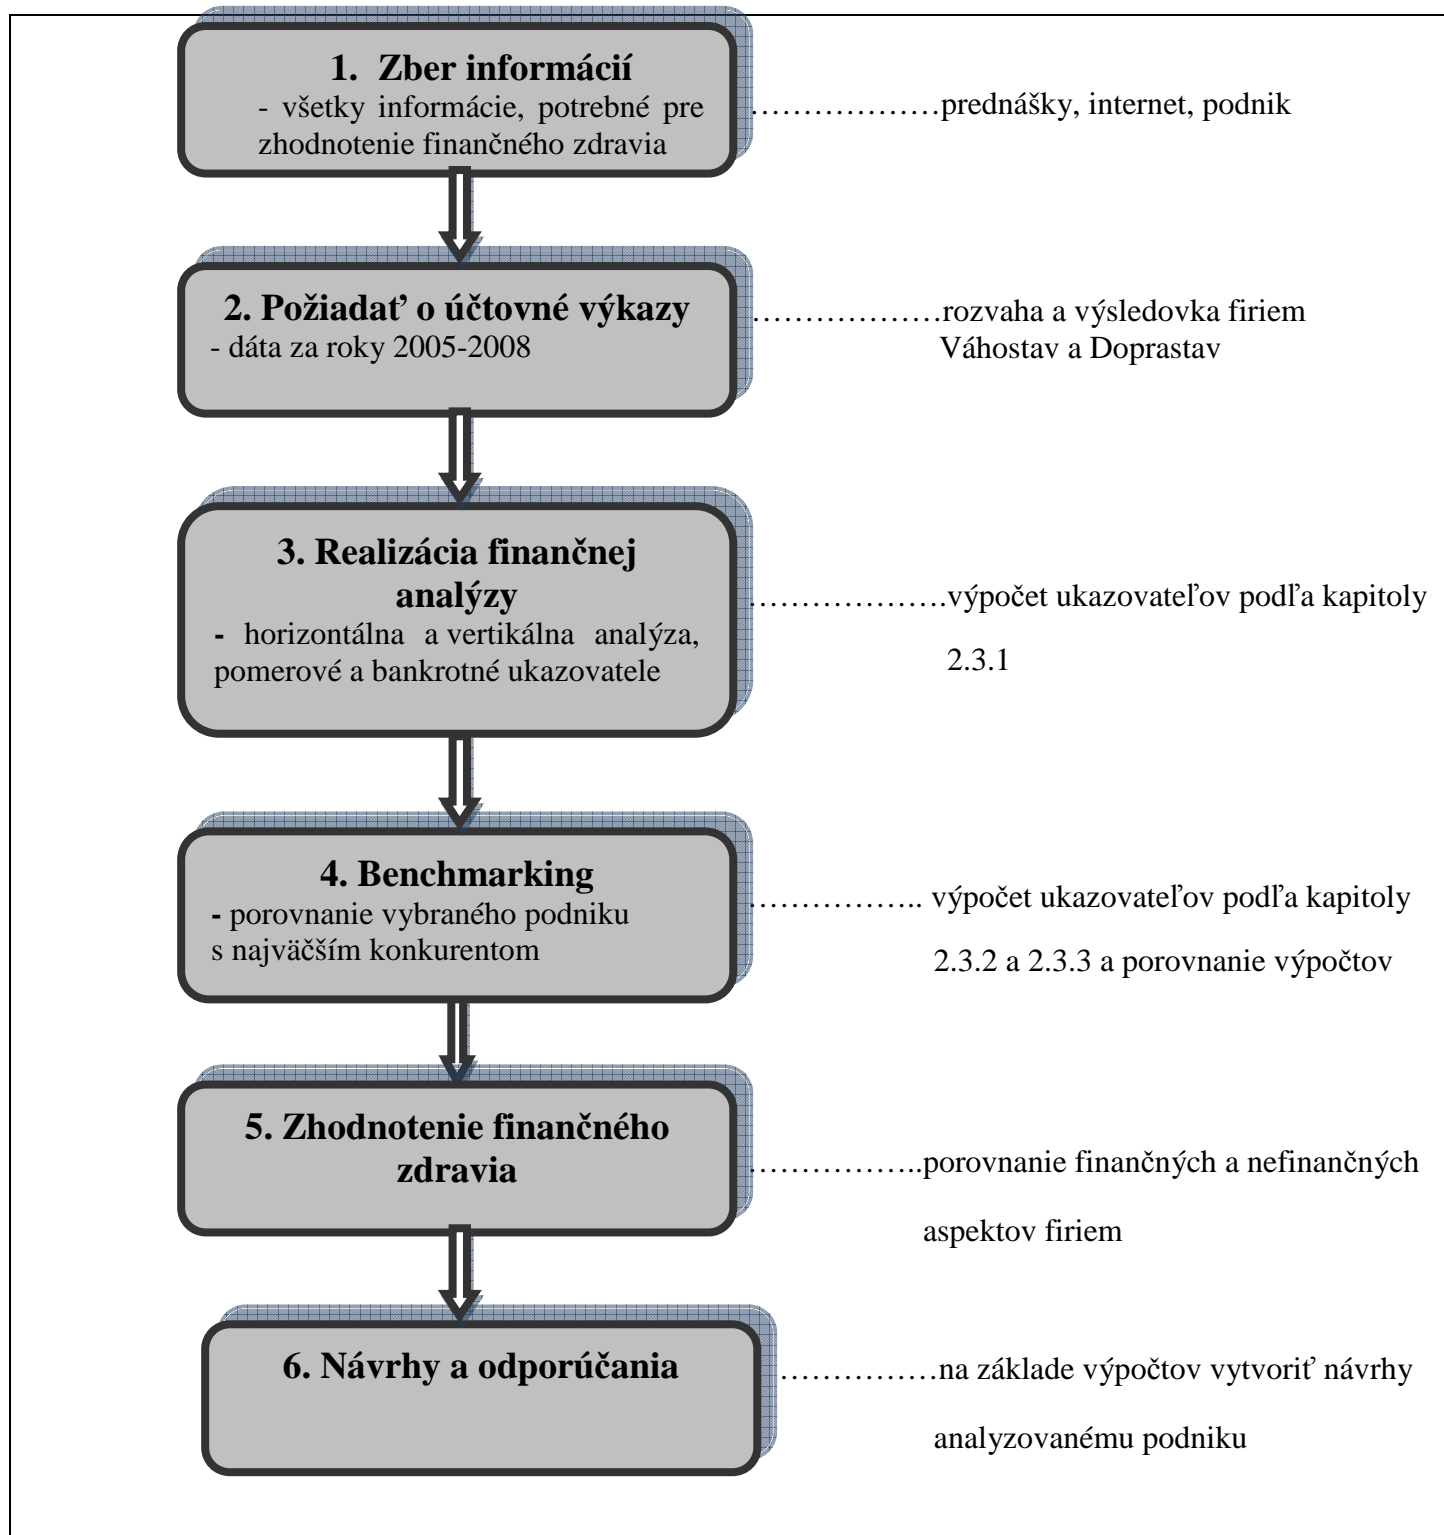 1. Zber informácií
- všetky informácie, potrebné pre
zhodnotenie finančného zdravia
………………prednášky, internet, podnik
2. Požiadať o účtovné výkazy
- dáta za roky 2005-2008
………………rozvaha a výsledovka firiem
Váhostav a Doprastav
3. Realizácia finančnej
analýzy
- horizontálna a vertikálna analýza,
pomerové a bankrotné ukazovatele
……………….výpočet ukazovateľov podľa kapitoly
2.3.1
4. Benchmarking
- porovnanie vybraného podniku
s najväčším konkurentom
…………….. výpočet ukazovateľov podľa kapitoly
2.3.2 a 2.3.3 a porovnanie výpočtov
5. Zhodnotenie finančného
zdravia
……………..porovnanie finančných a nefinančných
aspektov firiem
6. Návrhy a odporúčania
……………na základe výpočtov vytvoriť návrhy
analyzovanému podniku